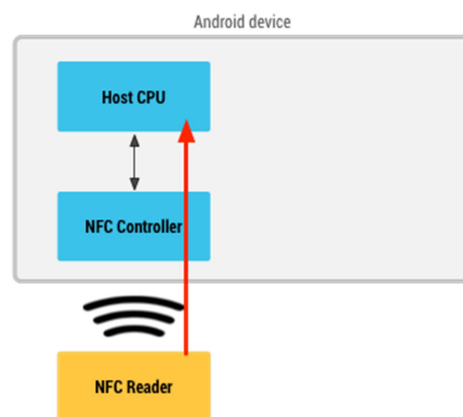 Android device
Host CPU
NFC Controller
NFC Reader